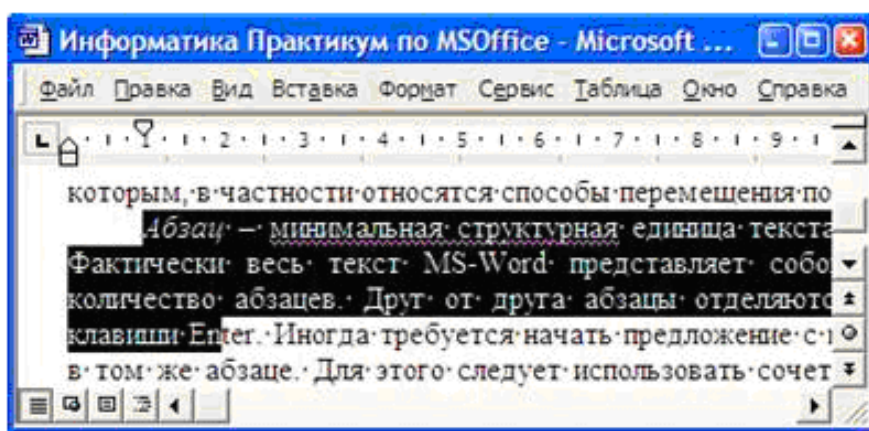 Информатика Практикум по MSOffice - Microsoft ...
Файл Правка Вид Вставка Формат Сервис Таблица Окно Справка
1 2 3 4 5 6 7 8 9
которым, в частности относятся способы перемещения по
Абзац – минимальная структурная единица текста
Фактически весь текст MS-Word представляет собо
количество абзацев. Друг от друга абзацы отделяютс
клавиши Enter. Иногда требуется начать предложение с
в том же абзаце. Для этого следует использовать сочет